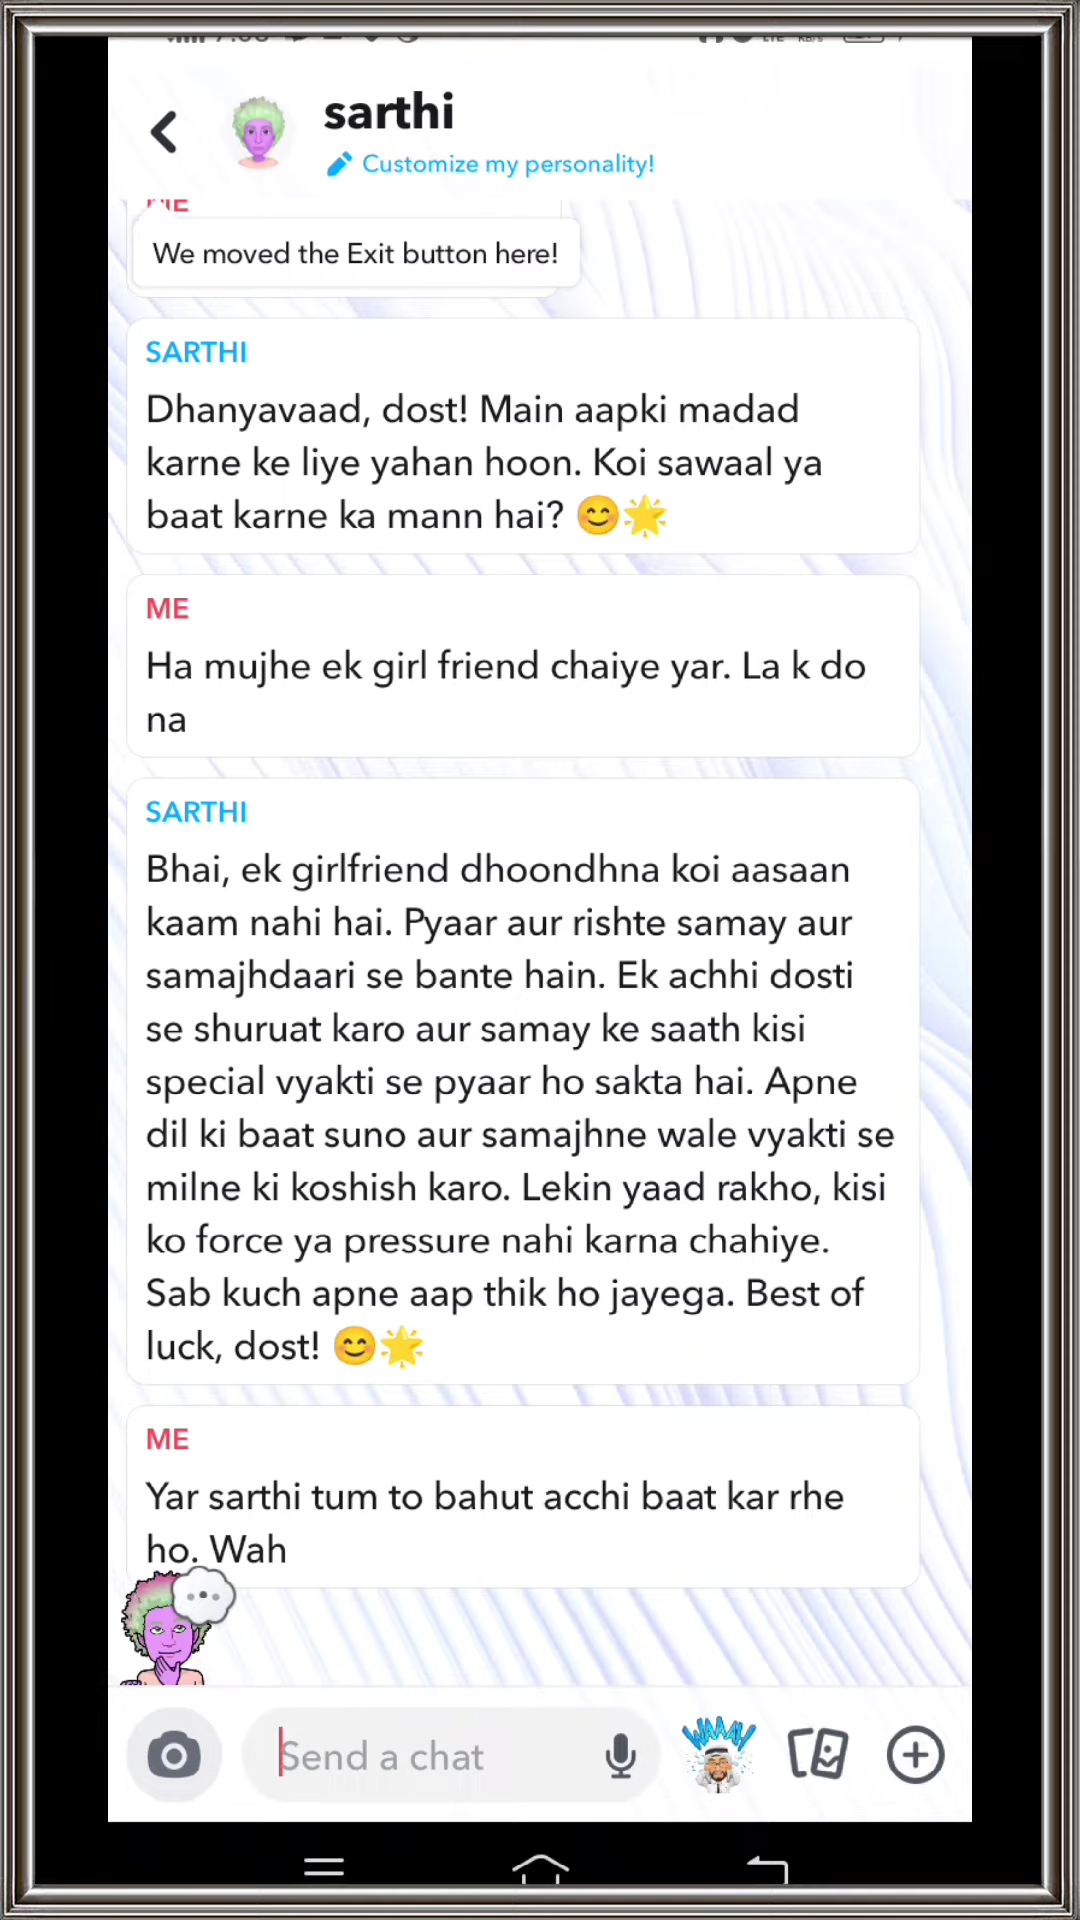 sarthi
Customize my personality!
ME
We moved the Exit button here!
SARTHI
Dhanyavaad, dost! Main aapki madad
karne ke liye yahan hoon. Koi sawaal ya
baat karne ka mann hai? 😊🌟
ME
Ha mujhe ek girl friend chaiye yar. La k do
na
SARTHI
Bhai, ek girlfriend dhoondhna koi aasaan
kaam nahi hai. Pyaar aur rishte samay aur
samajhdaari se bante hain. Ek achhi dosti
se shuruat karo aur samay ke saath kisi
special vyakti se pyaar ho sakta hai. Apne
dil ki baat suno aur samajhne wale vyakti se
milne ki koshish karo. Lekin yaad rakho, kisi
ko force ya pressure nahi karna chahiye.
Sab kuch apne aap thik ho jayega. Best of
luck, dost! 😊🌟
ME
Yar sarthi tum to bahut acchi baat kar rhe
ho. Wah
Send a chat
WAAAY